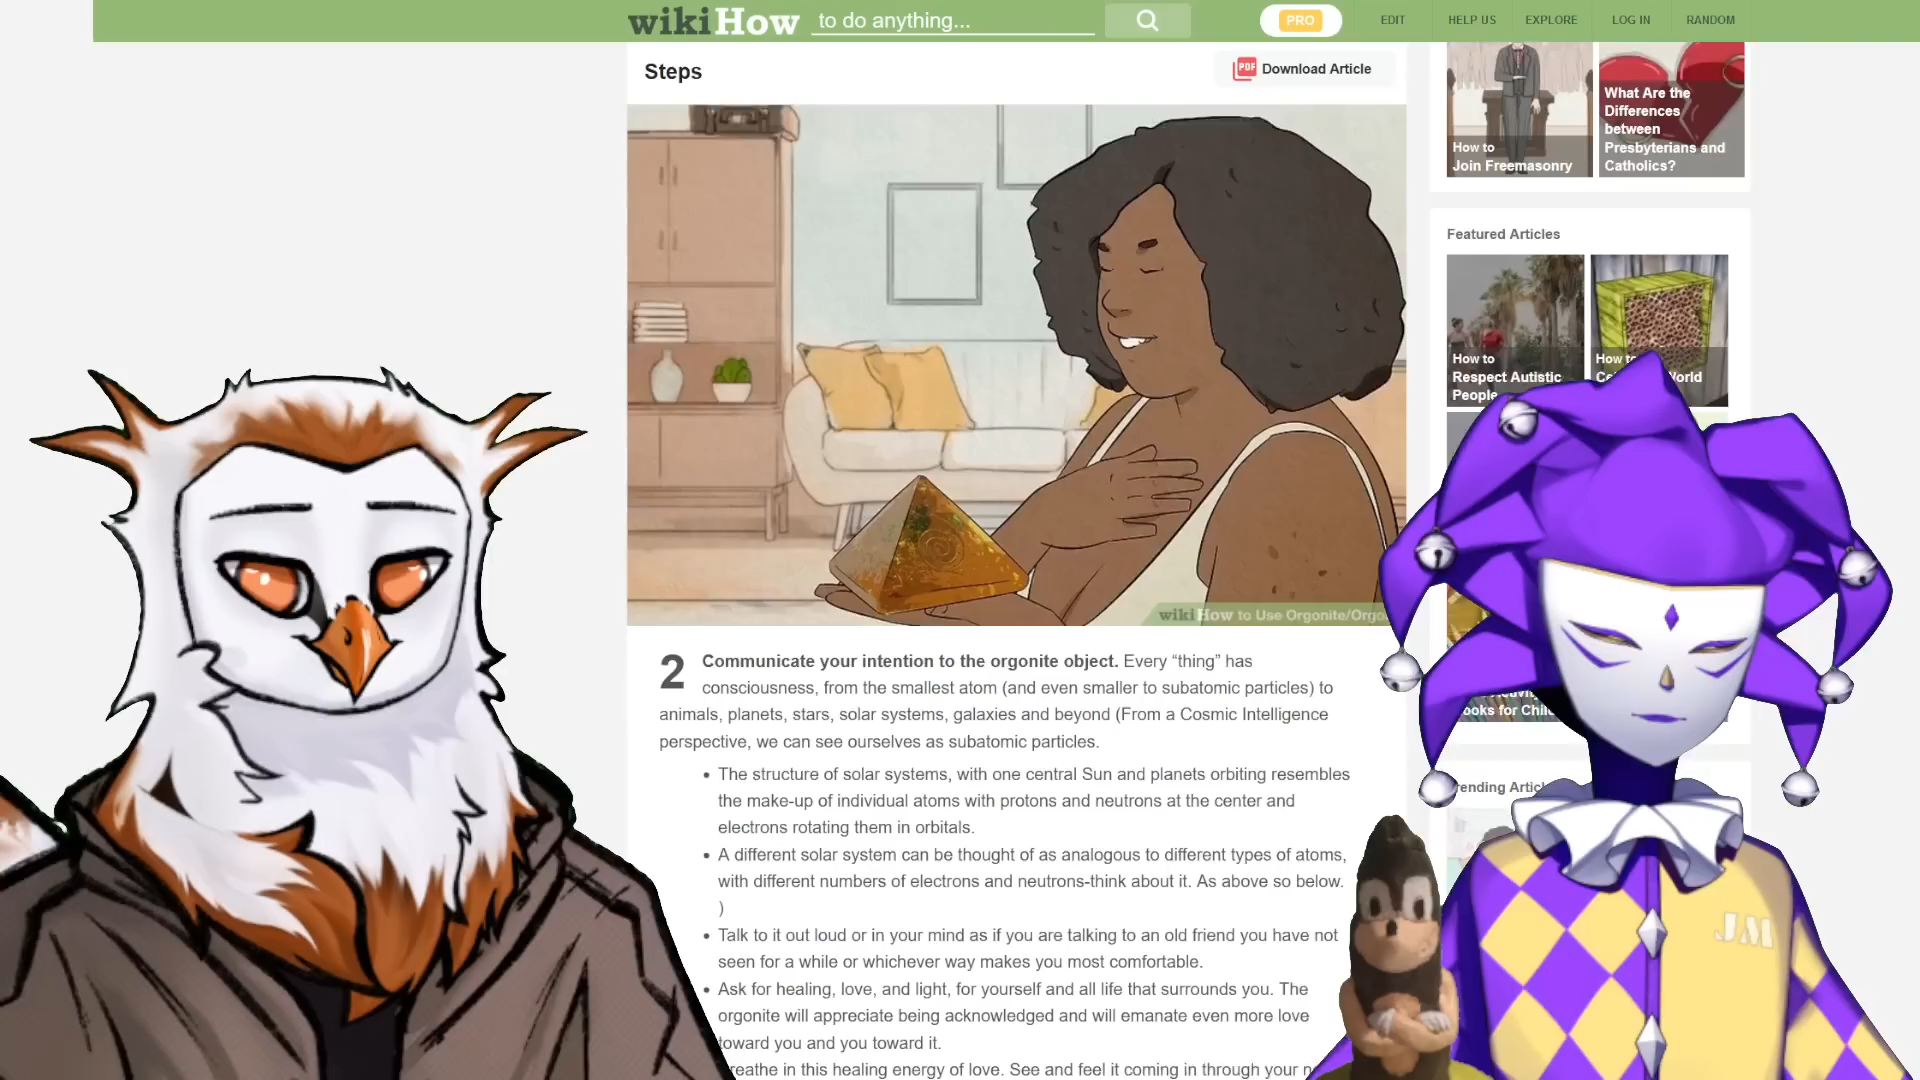 wikiHow to do anything... PRO EDIT HELP US EXPLORE LOG IN RANDOM
Steps
PDF Download Article
How to
Join Freemasonry
What Are the
Differences
between
Presbyterians and
Catholics?
Featured Articles
How to
Respect Autistic
People
How to
World
wikiHow to Use Orgonite/Orgo
2 Communicate your intention to the orgonite object. Every “thing” has
consciousness, from the smallest atom (and even smaller to subatomic particles) to
animals, planets, stars, solar systems, galaxies and beyond (From a Cosmic Intelligence
perspective, we can see ourselves as subatomic particles.
• The structure of solar systems, with one central Sun and planets orbiting resembles
the make-up of individual atoms with protons and neutrons at the center and
electrons rotating them in orbitals.
• A different solar system can be thought of as analogous to different types of atoms,
with different numbers of electrons and neutrons-think about it. As above so below.
)
• Talk to it out loud or in your mind as if you are talking to an old friend you have not
seen for a while or whichever way makes you most comfortable.
• Ask for healing, love, and light, for yourself and all life that surrounds you. The
orgonite will appreciate being acknowledged and will emanate even more love
toward you and you toward it.
reathe in this healing energy of love. See and feel it coming in through your
ooks for Chil
rending Artic
JM